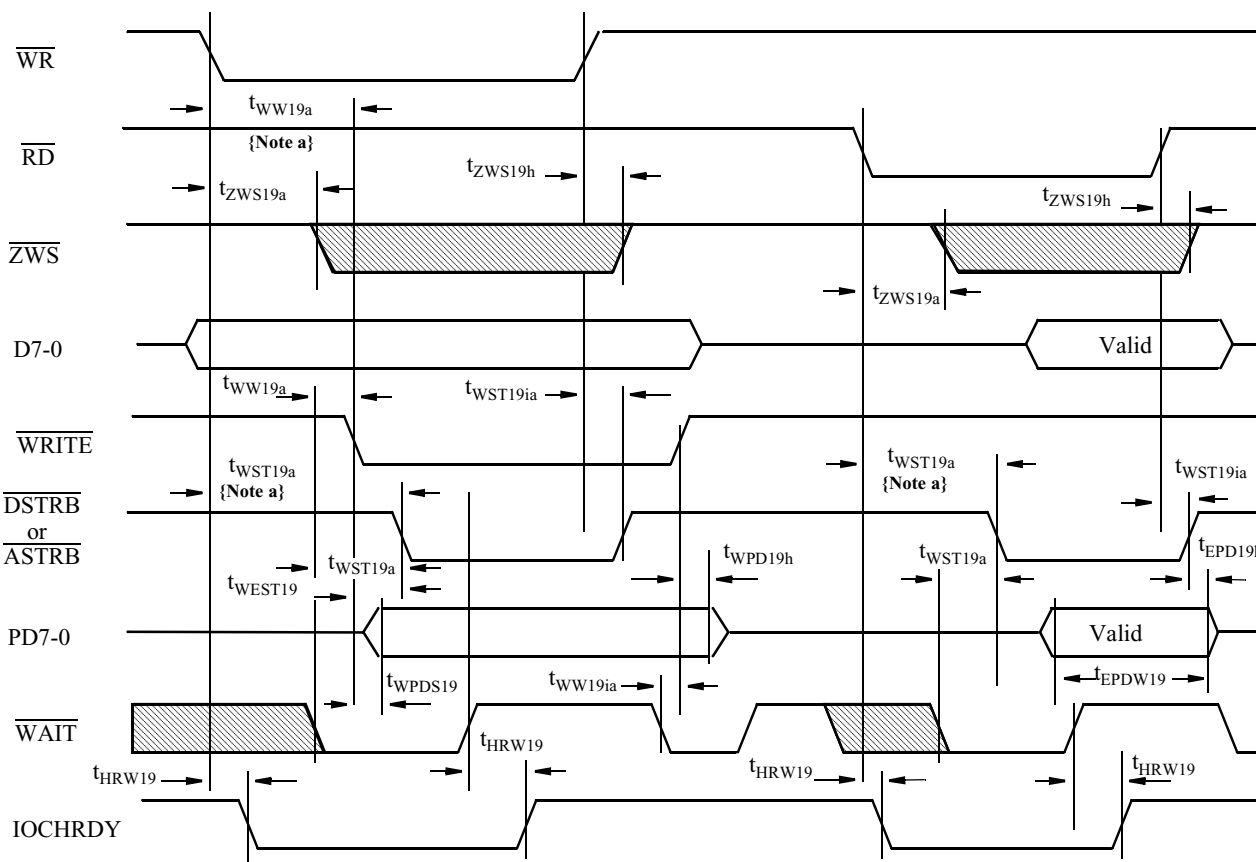 WR
tWW19a
{Note a}
RD
tZWS19h
tZWS19a
tZWS19h
ZWS
tZWS19a
D7-0
Valid
tWW19a
tWST19ia
WRITE
tWST19a
{Note a}
tWST19a
{Note a}
tWST19ia
DSTRB
or
ASTRB
tWST19a
tWEST19
tWPD19h
tWST19a
tEPD19h
PD7-0
Valid
tWPDS19
tWW19ia
tEPDW19
WAIT
tHRW19
tHRW19
tHRW19
tHRW19
IOCHRDY